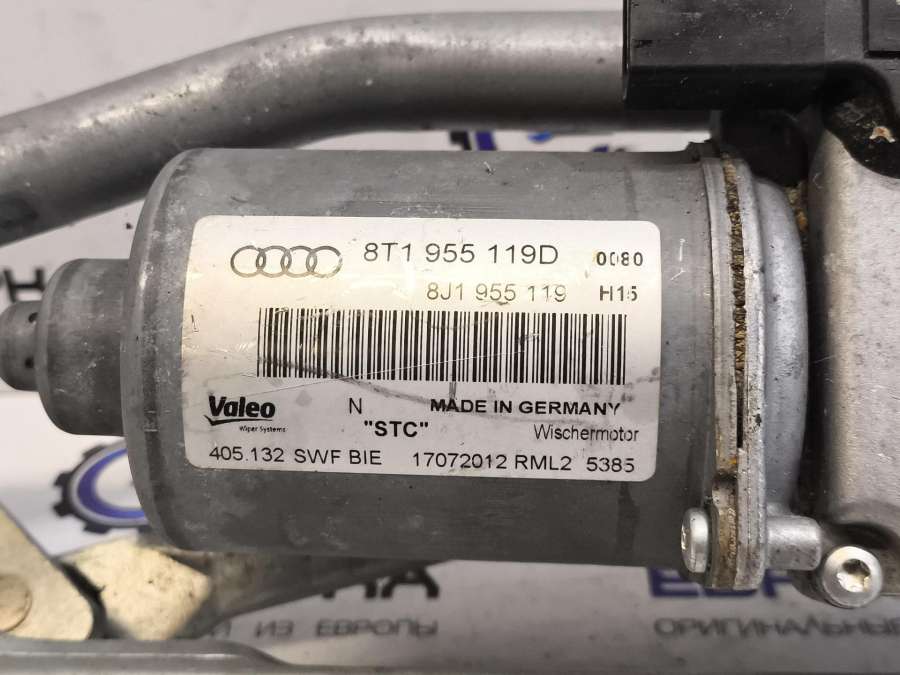 8T1 955 119D 0080
8J1 955 119 H15
Valeo N MADE IN GERMANY
Wiper Systems "STC" Wischermotor
405.132 SWF BIE 17072012 RML2 5385
ИЗ ЕВРОПЫ
ОРИГИНАЛЬНЫЕ